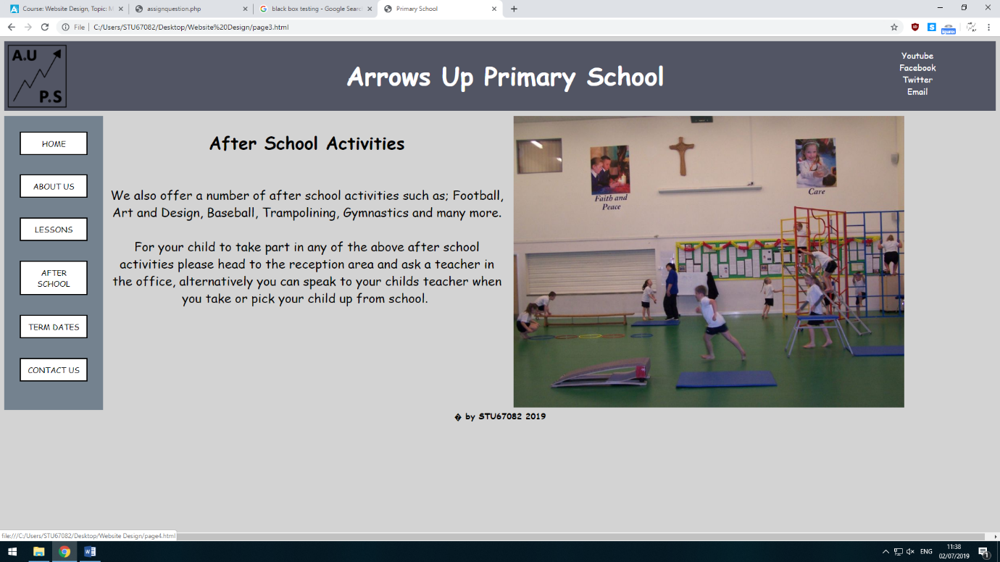 Course: Website Design, Topic: M
assignquestion.php
black box testing - Google Searc
Primary School
File
C:/Users/STU67082/Desktop/Website%20Design/page3.html
A.U
P.S
Arrows Up Primary School
Youtube
Facebook
Twitter
Email
HOME
ABOUT US
LESSONS
AFTER
SCHOOL
TERM DATES
CONTACT US
After School Activities
We also offer a number of after school activities such as; Football,
Art and Design, Baseball, Trampolining, Gymnastics and many more.
For your child to take part in any of the above after school
activities please head to the reception area and ask a teacher in
the office, alternatively you can speak to your childs teacher when
you take or pick your child up from school.
Faith and
Peace
Care
� by STU67082 2019
file:///C:/Users/STU67082/Desktop/Website Design/page4.html
ENG
11:38
02/07/2019
1